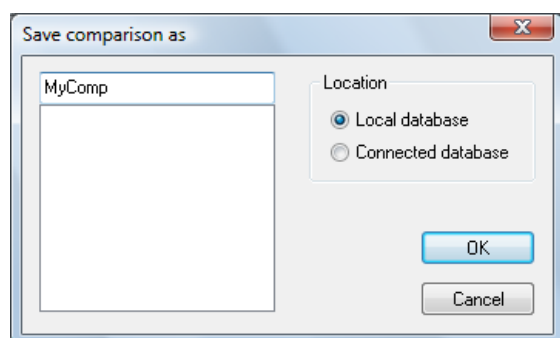 Save comparison as
MyComp
Location
Local database
Connected database
OK
Cancel